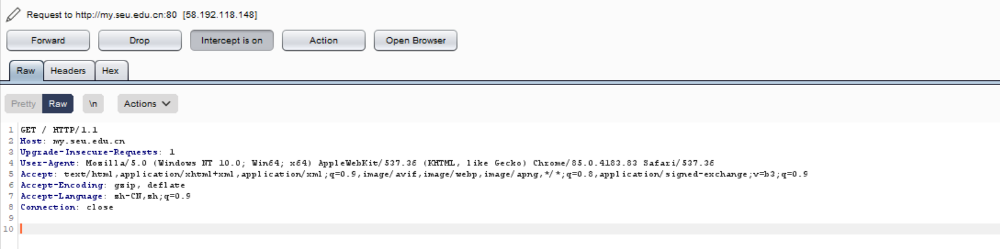 Request to http://my.seu.edu.cn:80 [58.192.118.148]
Forward Drop Intercept is on Action Open Browser
Raw Headers Hex
Pretty Raw \n Actions
1 GET / HTTP/1.1
2 Host: my.seu.edu.cn
3 Upgrade-Insecure-Requests: 1
4 User-Agent: Mozilla/5.0 (Windows NT 10.0; Win64; x64) AppleWebKit/537.36 (KHTML, like Gecko) Chrome/85.0.4183.83 Safari/537.36
5 Accept: text/html,application/xhtml+xml,application/xml;q=0.9,image/avif,image/webp,image/apng,*/*;q=0.8,application/signed-exchange;v=b3;q=0.9
6 Accept-Encoding: gzip, deflate
7 Accept-Language: zh-CN,zh;q=0.9
8 Connection: close
9
10